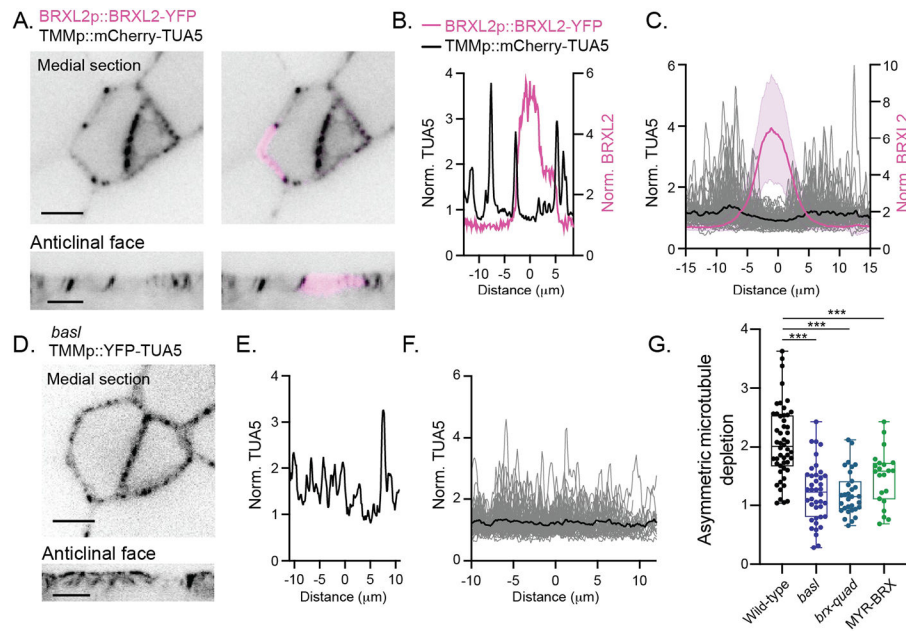 A.
BRXL2p::BRXL2-YFP
TMMp::mCherry-TUA5
Medial section
Anticlinal face
B.
BRXL2p::BRXL2-YFP
TMMp::mCherry-TUA5
Norm. TUA5
4
3
2
1
0
Norm. BRXL2
6
4
2
0
-10 -5 0 5
Distance (μm)
C.
Norm. TUA5
6
4
2
0
Norm. BRXL2
10
8
6
4
2
0
-15 -10 -5 0 5 10 15
Distance (μm)
D.
basl
TMMp::YFP-TUA5
Medial section
Anticlinal face
E.
Norm. TUA5
4
3
2
1
0
-10 -5 0 5 10
Distance (μm)
F.
Norm. TUA5
6
4
2
0
-10 -5 0 5 10
Distance (μm)
G.
Asymmetric microtubule
depletion
4
3
2
1
0
***
***
***
Wild-type
basl
brx-quad
MYR-BRX